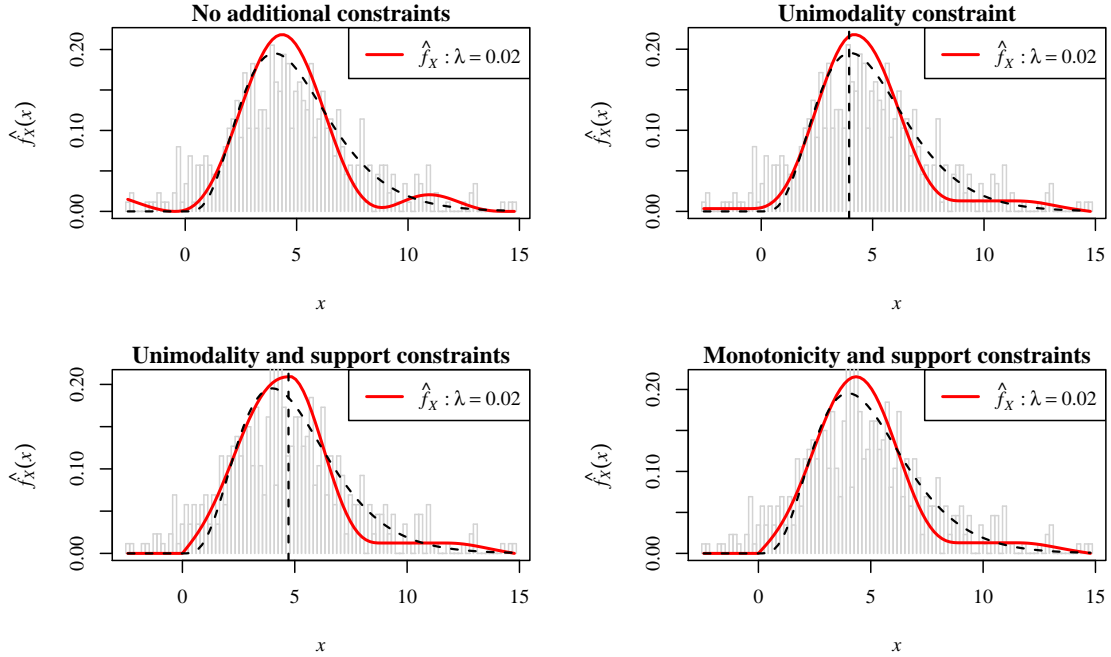 No additional constraints
0.20
0.10
0.00
f̂X(x)
f̂X : λ = 0.02
0 5 10 15
x
Unimodality constraint
0.20
0.10
0.00
f̂X(x)
f̂X : λ = 0.02
0 5 10 15
x
Unimodality and support constraints
0.20
0.10
0.00
f̂X(x)
f̂X : λ = 0.02
0 5 10 15
x
Monotonicity and support constraints
0.20
0.10
0.00
f̂X(x)
f̂X : λ = 0.02
0 5 10 15
x